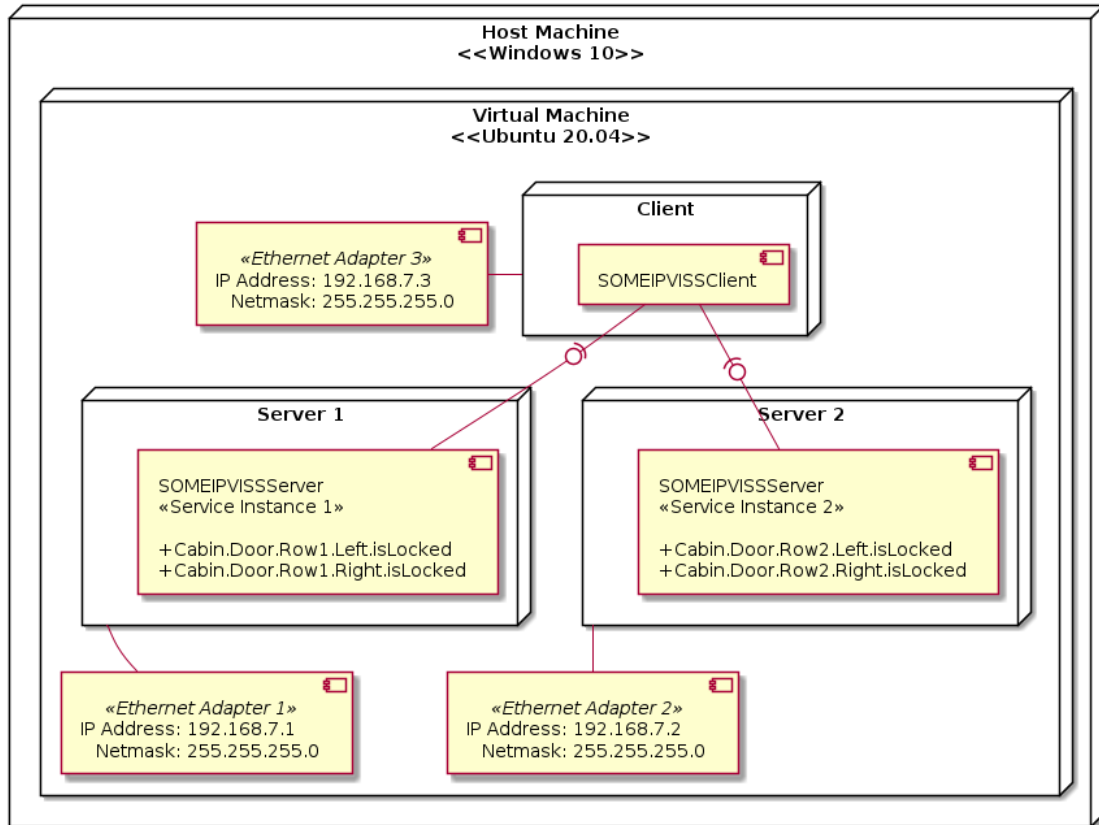 Host Machine
<<Windows 10>>
Virtual Machine
<<Ubuntu 20.04>>
Client
SOMEIPVISSClient
«Ethernet Adapter 3»
IP Address: 192.168.7.3
Netmask: 255.255.255.0
Server 1
SOMEIPVISSServer
«Service Instance 1»
+Cabin.Door.Row1.Left.isLocked
+Cabin.Door.Row1.Right.isLocked
Server 2
SOMEIPVISSServer
«Service Instance 2»
+Cabin.Door.Row2.Left.isLocked
+Cabin.Door.Row2.Right.isLocked
«Ethernet Adapter 1»
IP Address: 192.168.7.1
Netmask: 255.255.255.0
«Ethernet Adapter 2»
IP Address: 192.168.7.2
Netmask: 255.255.255.0